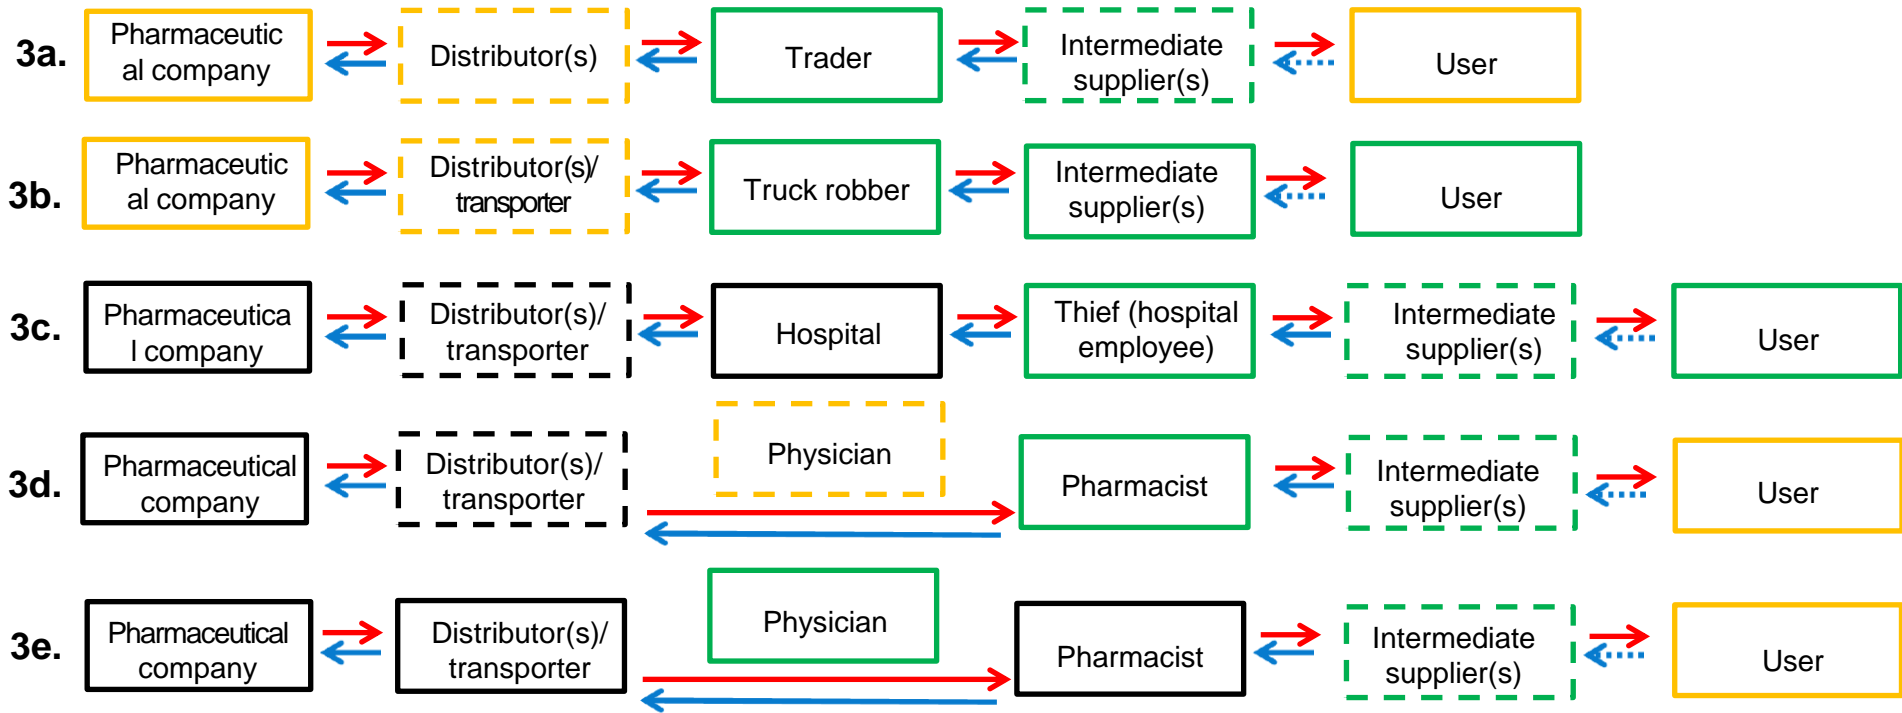 3a.
Pharmaceutic
al company
Distributor(s)
Trader
Intermediate
supplier(s)
User
3b.
Pharmaceutic
al company
Distributor(s)/
transporter
Truck robber
Intermediate
supplier(s)
User
3c.
Pharmaceutica
l company
Distributor(s)/
transporter
Hospital
Thief (hospital
employee)
Intermediate
supplier(s)
User
3d.
Pharmaceutical
company
Distributor(s)/
transporter
Physician
Pharmacist
Intermediate
supplier(s)
User
3e.
Pharmaceutical
company
Distributor(s)/
transporter
Physician
Pharmacist
Intermediate
supplier(s)
User